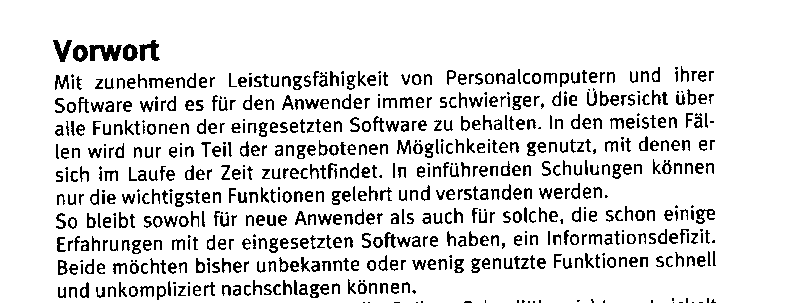 Vorwort
Mit zunehmender Leistungsfähigkeit von Personalcomputern und ihrer
Software wird es für den Anwender immer schwieriger, die Übersicht über
alle Funktionen der eingesetzten Software zu behalten. In den meisten Fäl-
len wird nur ein Teil der angebotenen Möglichkeiten genutzt, mit denen er
sich im Laufe der Zeit zurechtfindet. In einführenden Schulungen können
nur die wichtigsten Funktionen gelehrt und verstanden werden.
So bleibt sowohl für neue Anwender als auch für solche, die schon einige
Erfahrungen mit der eingesetzten Software haben, ein Informationsdefizit.
Beide möchten bisher unbekannte oder wenig genutzte Funktionen schnell
und unkompliziert nachschlagen können.